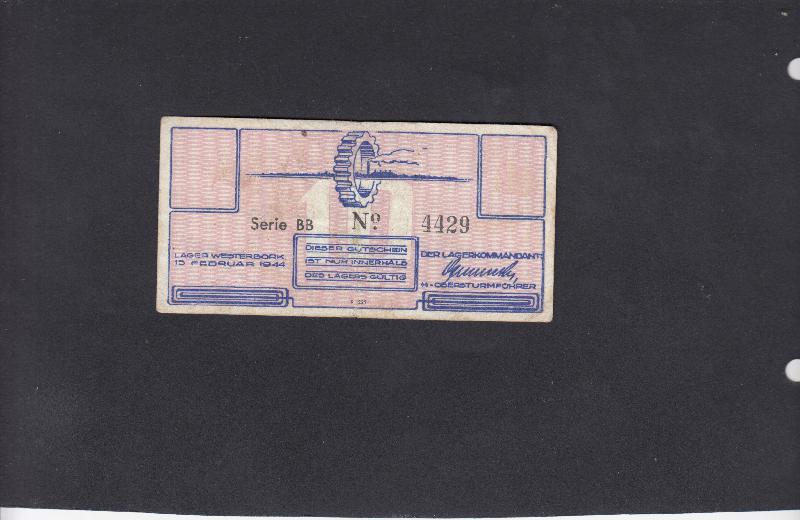 10
Serie BB Nº 4429
LAGER WESTERBORK
15 FEBRUAR 1944
DIESER GUTSCHEIN
IST NUR INNERHALB
DES LAGERS GÜLTIG
DER LAGERKOMMANDANT:
OBERSTURMFÜHRER